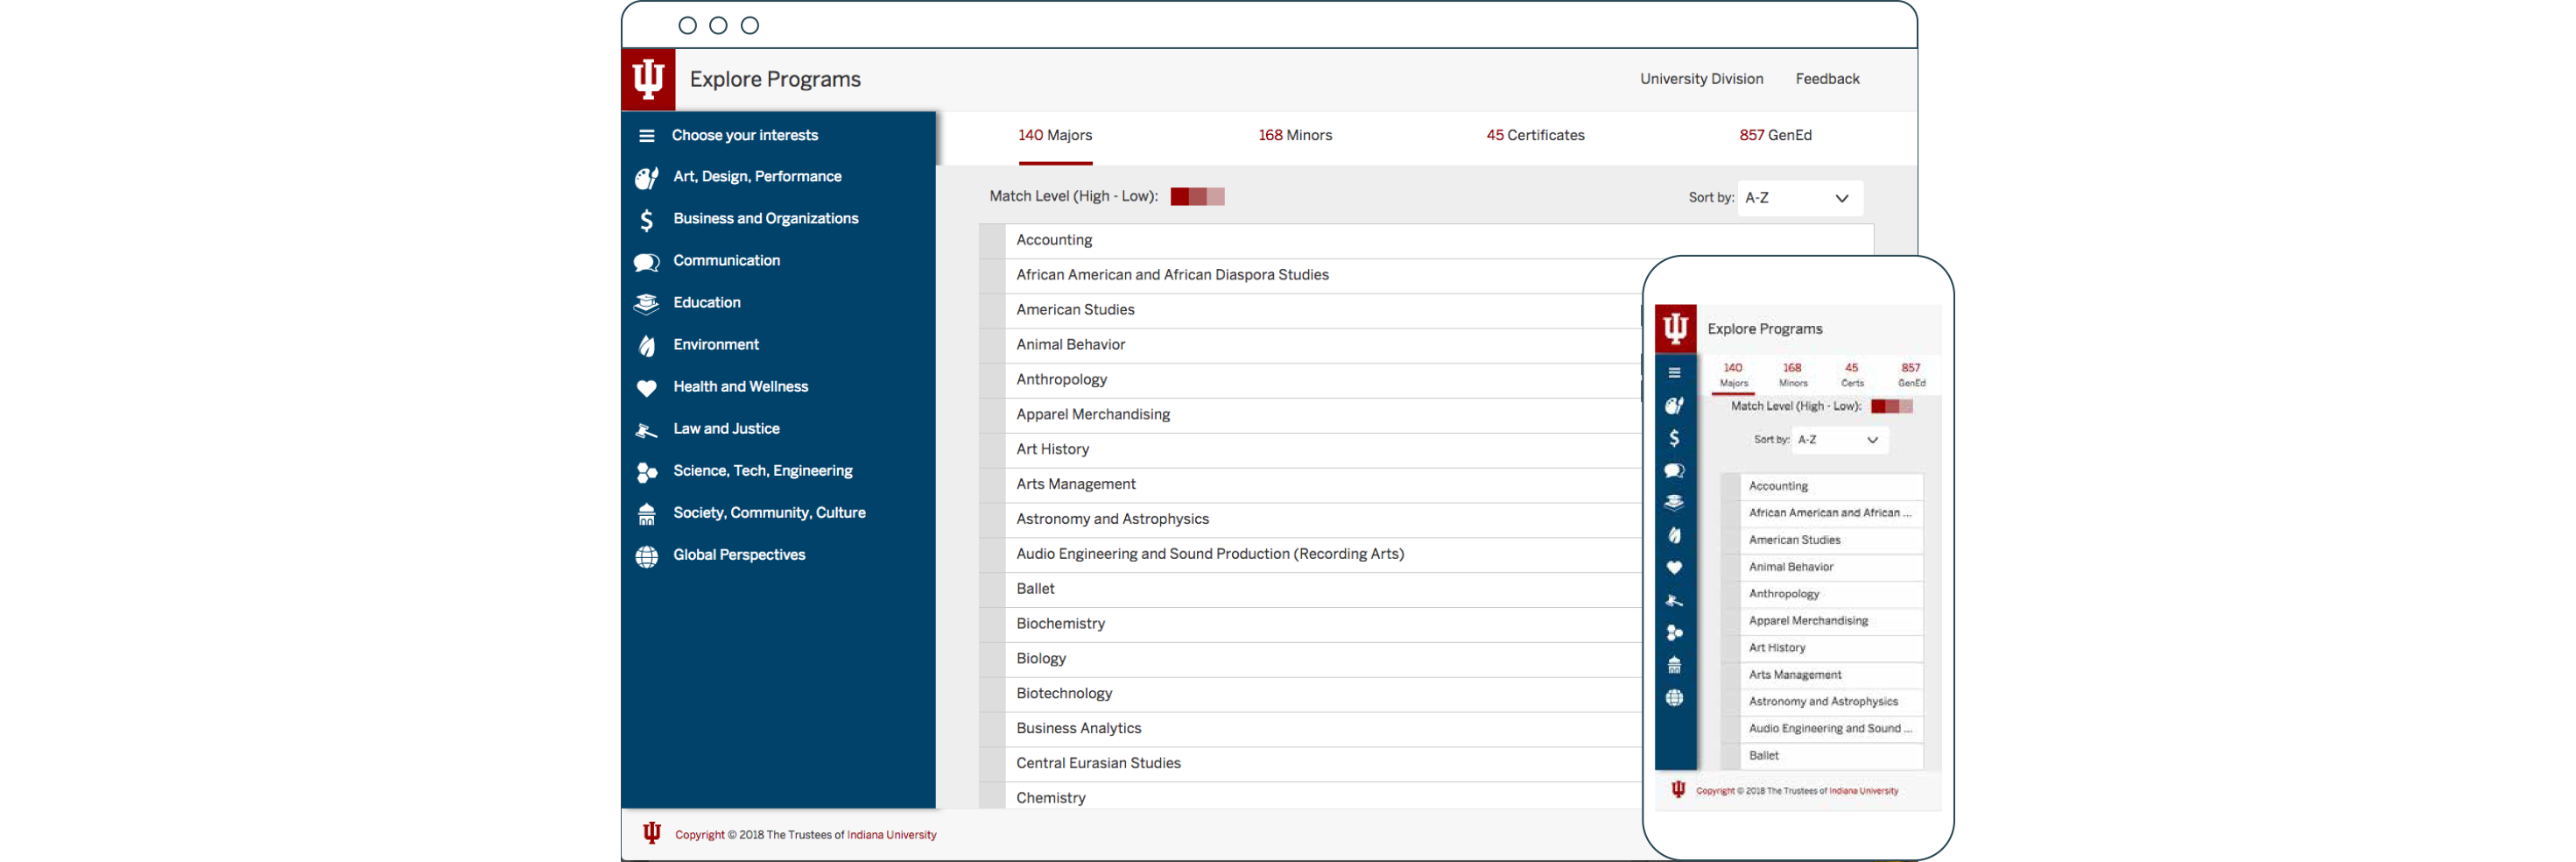 Explore Programs
University Division Feedback
Choose your interests
Art, Design, Performance
Business and Organizations
Communication
Education
Environment
Health and Wellness
Law and Justice
Science, Tech, Engineering
Society, Community, Culture
Global Perspectives
140 Majors 168 Minors 45 Certificates 857 GenEd
Match Level (High - Low):
Sort by: A-Z
Accounting
African American and African Diaspora Studies
American Studies
Animal Behavior
Anthropology
Apparel Merchandising
Art History
Arts Management
Astronomy and Astrophysics
Audio Engineering and Sound Production (Recording Arts)
Ballet
Biochemistry
Biology
Biotechnology
Business Analytics
Central Eurasian Studies
Chemistry
Copyright © 2018 The Trustees of Indiana University
Explore Programs
140 168 45 857
Majors Minors Certs GenEd
Match Level (High - Low):
Sort by: A-Z
Accounting
African American and African ...
American Studies
Animal Behavior
Anthropology
Apparel Merchandising
Art History
Arts Management
Astronomy and Astrophysics
Audio Engineering and Sound ...
Ballet
Copyright © 2018 The Trustees of Indiana University